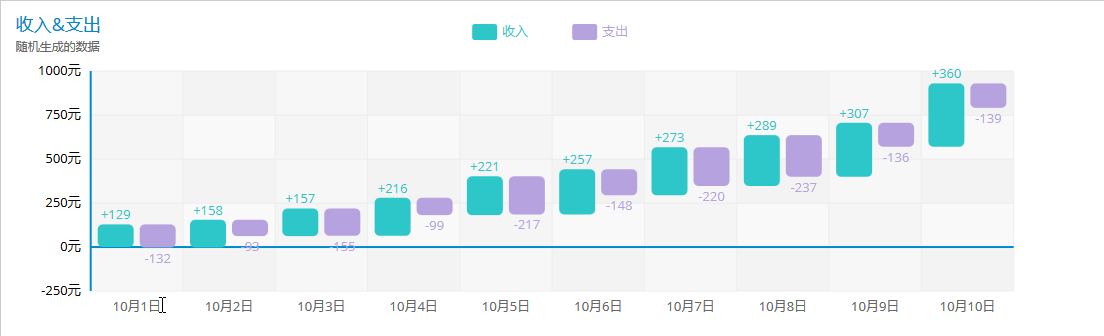 收入&支出
随机生成的数据
收入 支出
1000元
750元
500元
250元
0元
-250元
+129 +158 +157 +216 +221 +257 +273 +289 +307 +360
-132 -93 -155 -99 -217 -148 -220 -237 -136 -139
10月1日 10月2日 10月3日 10月4日 10月5日 10月6日 10月7日 10月8日 10月9日 10月10日